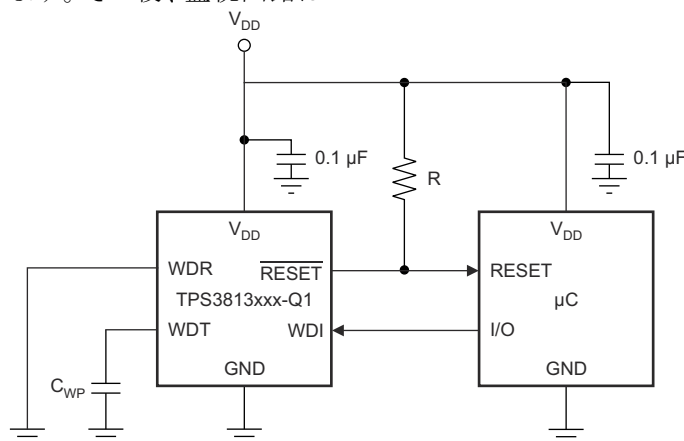 V_DD
0.1 µF
0.1 µF
R
V_DD
V_DD
WDR
RESET
RESET
TPS3813xxx-Q1
µC
WDT
WDI
I/O
GND
GND
C_WP